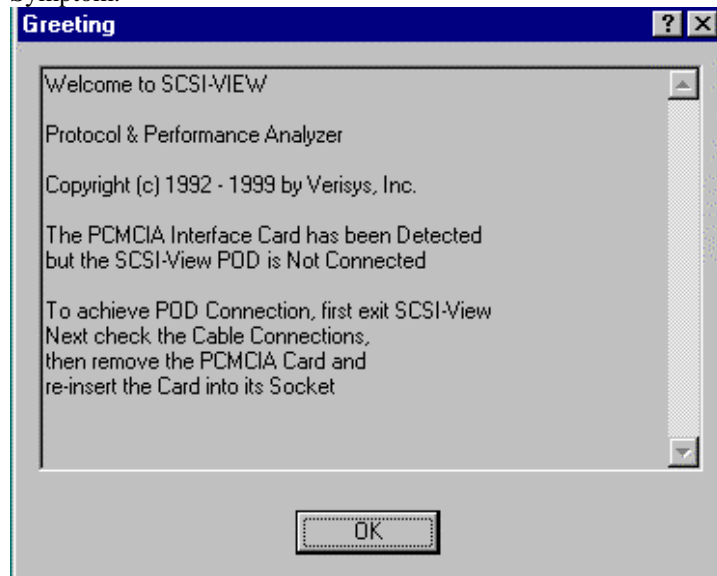 Symptom:
Greeting
Welcome to SCSI-VIEW
Protocol & Performance Analyzer
Copyright (c) 1992 - 1999 by Verisys, Inc.
The PCMCIA Interface Card has been Detected
but the SCSI-View POD is Not Connected
To achieve POD Connection, first exit SCSI-View
Next check the Cable Connections,
then remove the PCMCIA Card and
re-insert the Card into its Socket
OK